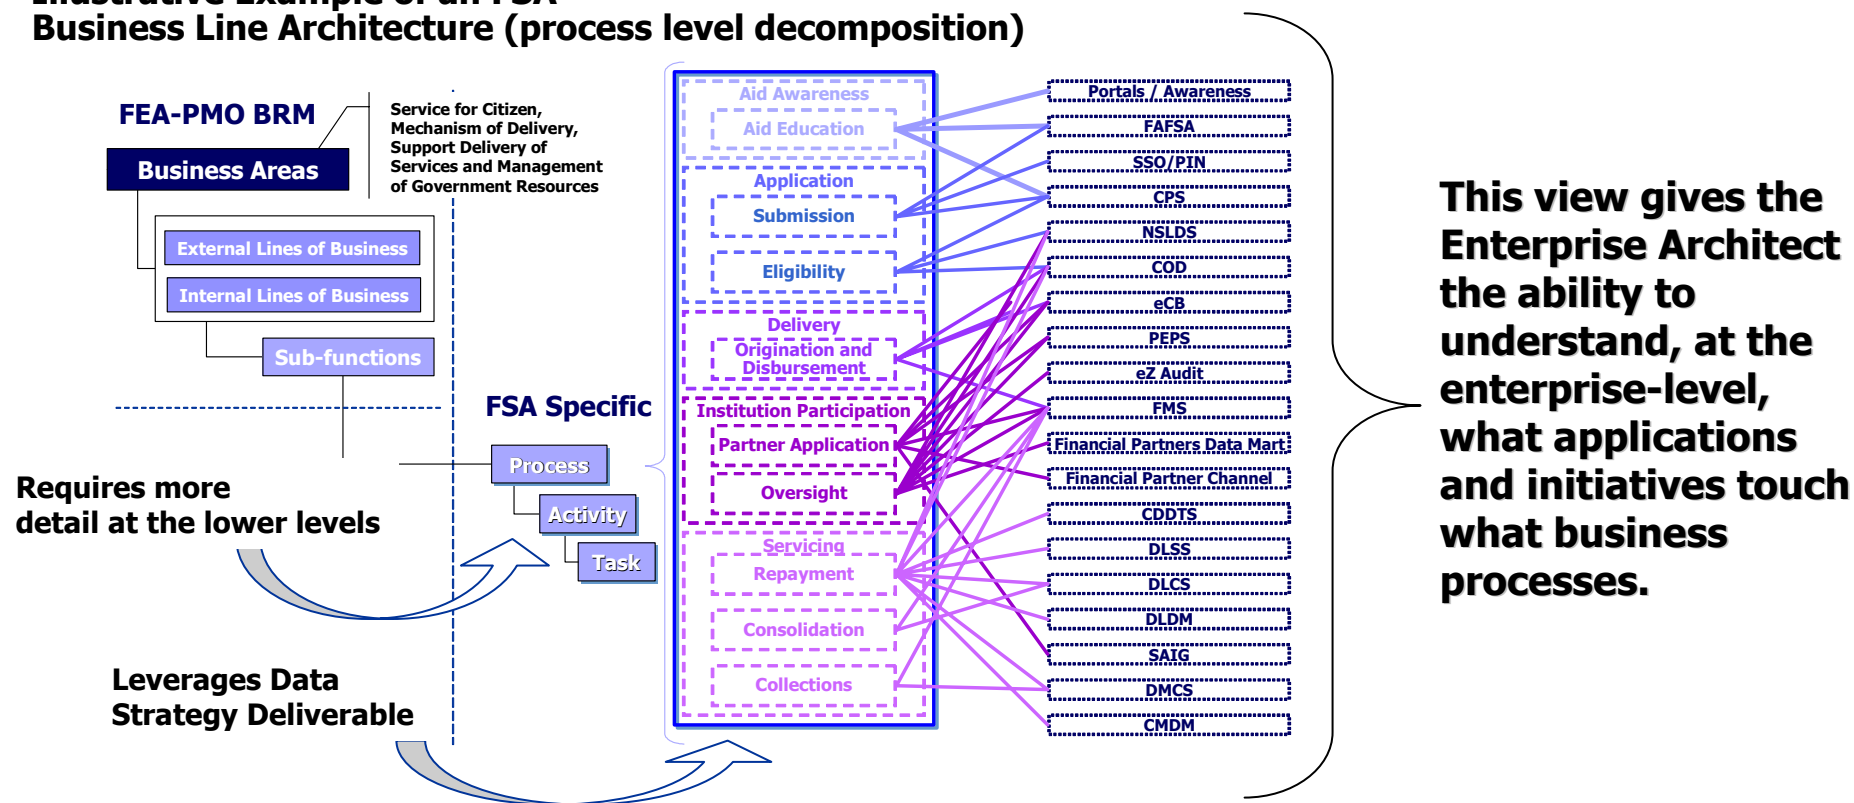 Illustrative Example of an FSA
Business Line Architecture (process level decomposition)
FEA-PMO BRM
Business Areas
Service for Citizen,
Mechanism of Delivery,
Support Delivery of
Services and Management
of Government Resources
External Lines of Business
Internal Lines of Business
Sub-functions
FSA Specific
Process
Activity
Task
Requires more
detail at the lower levels
Leverages Data
Strategy Deliverable
Aid Awareness
Aid Education
Application
Submission
Eligibility
Delivery
Origination and
Disbursement
Institution Participation
Partner Application
Oversight
Servicing
Repayment
Consolidation
Collections
Portals / Awareness
FAFSA
SSO/PIN
CPS
NSLDS
COD
eCB
PEPS
eZ Audit
FMS
Financial Partners Data Mart
Financial Partner Channel
CDDTS
DLSS
DLCS
DLDM
SAIG
DMCS
CMDM
This view gives the
Enterprise Architect
the ability to
understand, at the
enterprise-level,
what applications
and initiatives touch
what business
processes.